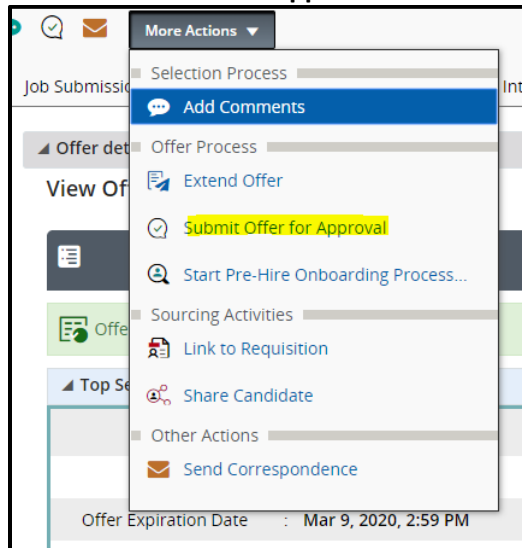 More Actions ▼
Selection Process
Job Submissio
Int
Add Comments
Offer det
Offer Process
View Of
Extend Offer
Submit Offer for Approval
Start Pre-Hire Onboarding Process...
Offe
Sourcing Activities
Link to Requisition
Top Se
Share Candidate
Other Actions
Send Correspondence
Offer Expiration Date : Mar 9, 2020, 2:59 PM